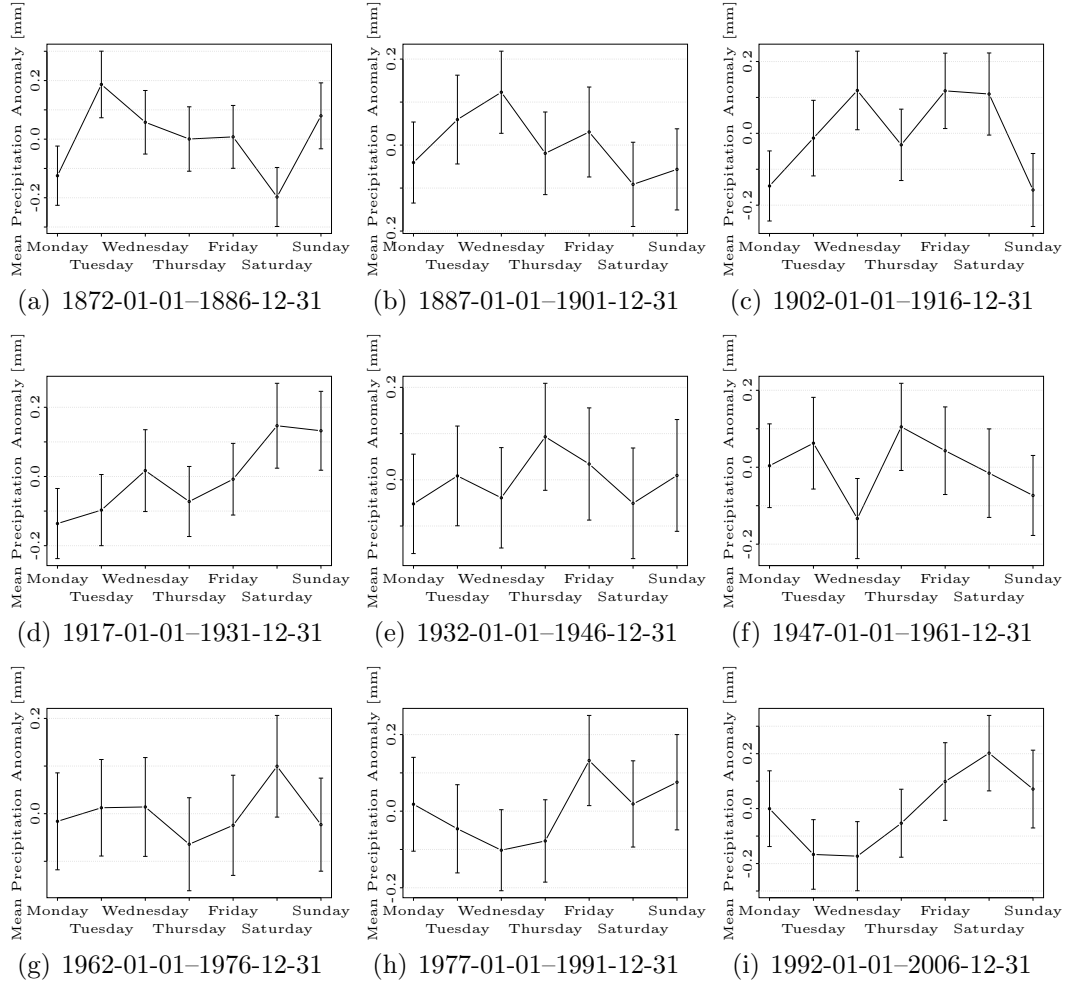 Mean Precipitation Anomaly [mm]
0.2
0.0
-0.2
Monday Wednesday Friday Sunday
Tuesday Thursday Saturday
(a) 1872-01-01–1886-12-31
Mean Precipitation Anomaly [mm]
0.2
0.0
-0.2
Monday Wednesday Friday Sunday
Tuesday Thursday Saturday
(b) 1887-01-01–1901-12-31
Mean Precipitation Anomaly [mm]
0.2
0.0
-0.2
Monday Wednesday Friday Sunday
Tuesday Thursday Saturday
(c) 1902-01-01–1916-12-31
Mean Precipitation Anomaly [mm]
0.2
0.0
-0.2
Monday Wednesday Friday Sunday
Tuesday Thursday Saturday
(d) 1917-01-01–1931-12-31
Mean Precipitation Anomaly [mm]
0.2
0.0
Monday Wednesday Friday Sunday
Tuesday Thursday Saturday
(e) 1932-01-01–1946-12-31
Mean Precipitation Anomaly [mm]
0.2
0.0
-0.2
Monday Wednesday Friday Sunday
Tuesday Thursday Saturday
(f) 1947-01-01–1961-12-31
Mean Precipitation Anomaly [mm]
0.2
0.0
Monday Wednesday Friday Sunday
Tuesday Thursday Saturday
(g) 1962-01-01–1976-12-31
Mean Precipitation Anomaly [mm]
0.2
0.0
-0.2
Monday Wednesday Friday Sunday
Tuesday Thursday Saturday
(h) 1977-01-01–1991-12-31
Mean Precipitation Anomaly [mm]
0.2
0.0
-0.2
Monday Wednesday Friday Sunday
Tuesday Thursday Saturday
(i) 1992-01-01–2006-12-31